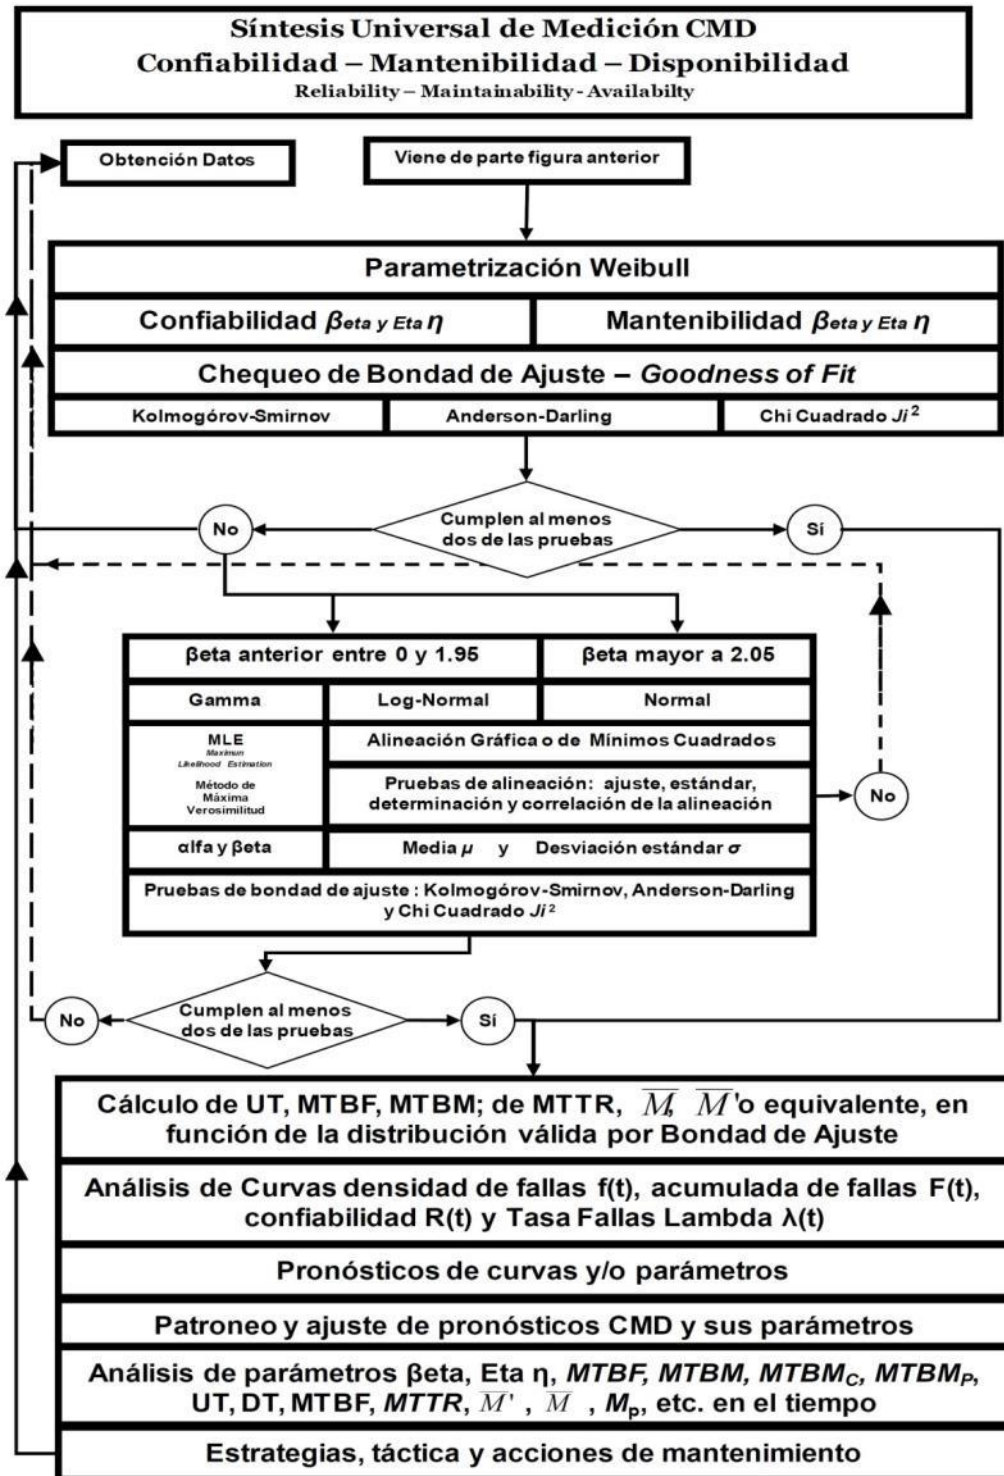 Síntesis Universal de Medición CMD
Confiabilidad – Mantenibilidad – Disponibilidad
Reliability – Maintainability - Availabilty
Obtención Datos
Viene de parte figura anterior
Parametrización Weibull
Confiabilidad βeta y Eta η
Mantenibilidad βeta y Eta η
Chequeo de Bondad de Ajuste – Goodness of Fit
Kolmogórov-Smirnov
Anderson-Darling
Chi Cuadrado Ji ²
No
Cumplen al menos
dos de las pruebas
Sí
βeta anterior entre 0 y 1.95
βeta mayor a 2.05
Gamma
Log-Normal
Normal
MLE
Maximun
Likelihood Estimation
Método de
Máxima
Verosimilitud
Alineación Gráfica o de Mínimos Cuadrados
Pruebas de alineación: ajuste, estándar,
determinación y correlación de la alineación
No
αlfa y βeta
Media μ y Desviación estándar σ
Pruebas de bondad de ajuste : Kolmogórov-Smirnov, Anderson-Darling
y Chi Cuadrado Ji ²
No
Cumplen al menos
dos de las pruebas
Sí
Cálculo de UT, MTBF, MTBM; de MTTR, M̅, M̅'o equivalente, en
función de la distribución válida por Bondad de Ajuste
Análisis de Curvas densidad de fallas f(t), acumulada de fallas F(t),
confiabilidad R(t) y Tasa Fallas Lambda λ(t)
Pronósticos de curvas y/o parámetros
Patroneo y ajuste de pronósticos CMD y sus parámetros
Análisis de parámetros βeta, Eta η, MTBF, MTBM, MTBM_C, MTBM_P,
UT, DT, MTBF, MTTR, M̅' , M̅ , M_p, etc. en el tiempo
Estrategias, táctica y acciones de mantenimiento